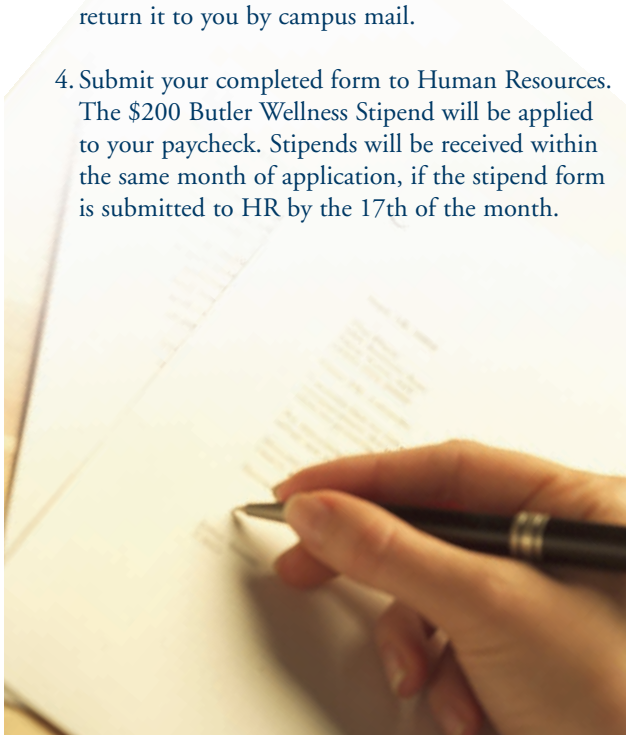 return it to you by campus mail.
4. Submit your completed form to Human Resources.
The $200 Butler Wellness Stipend will be applied
to your paycheck. Stipends will be received within
the same month of application, if the stipend form
is submitted to HR by the 17th of the month.